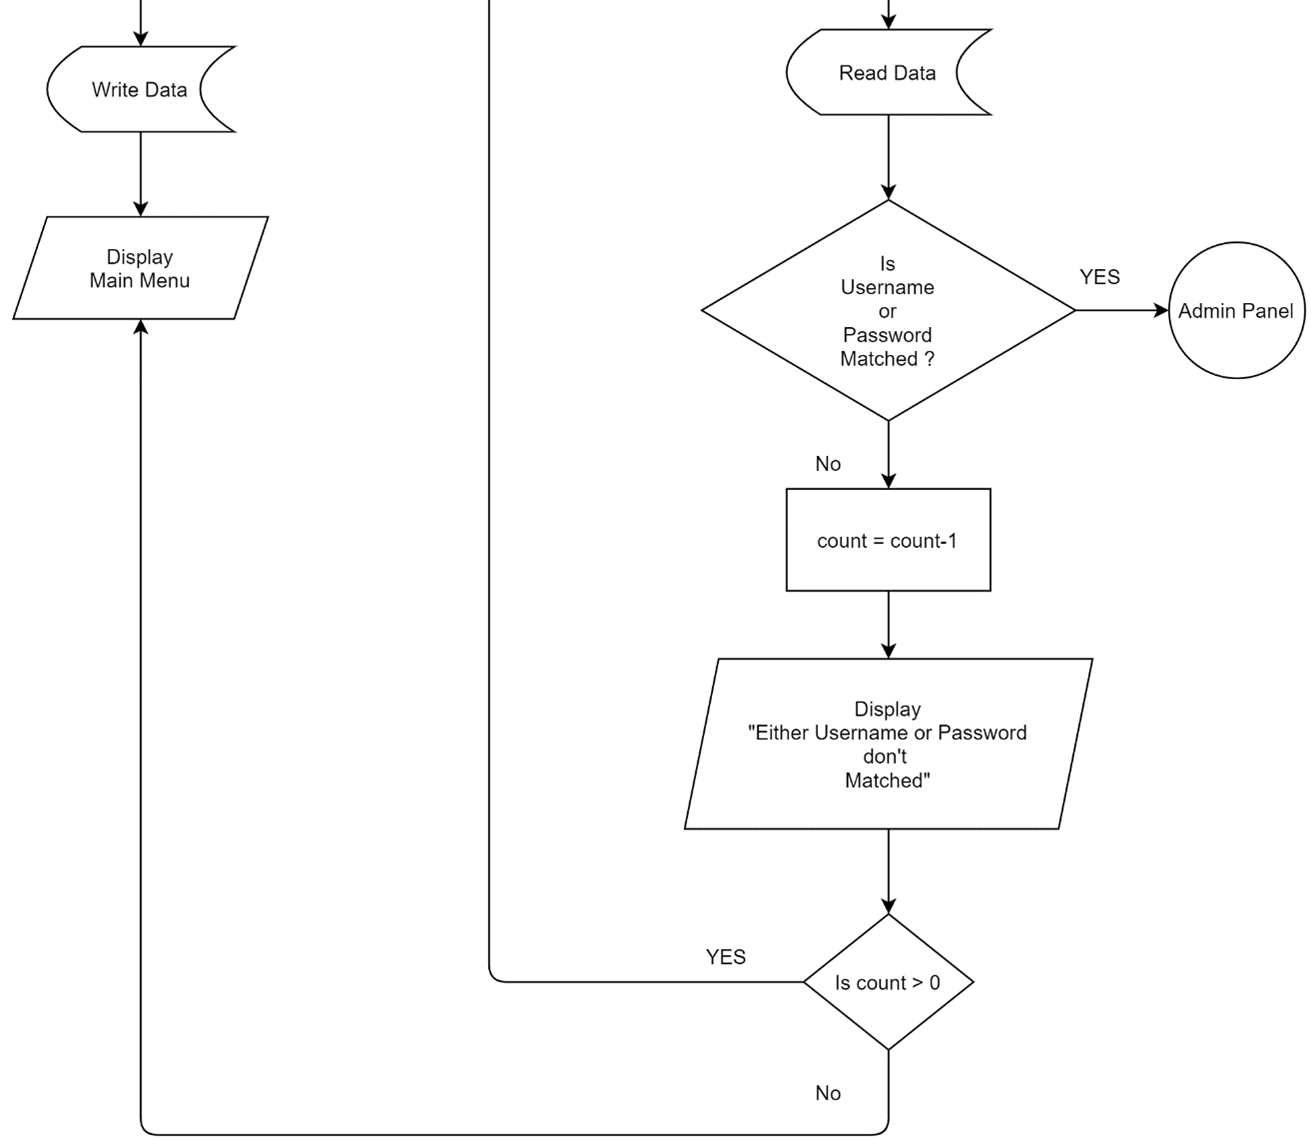 Write Data
Display
Main Menu
Read Data
Is
Username
or
Password
Matched ?
YES
Admin Panel
No
count = count-1
Display
"Either Username or Password
don't
Matched"
YES
Is count > 0
No